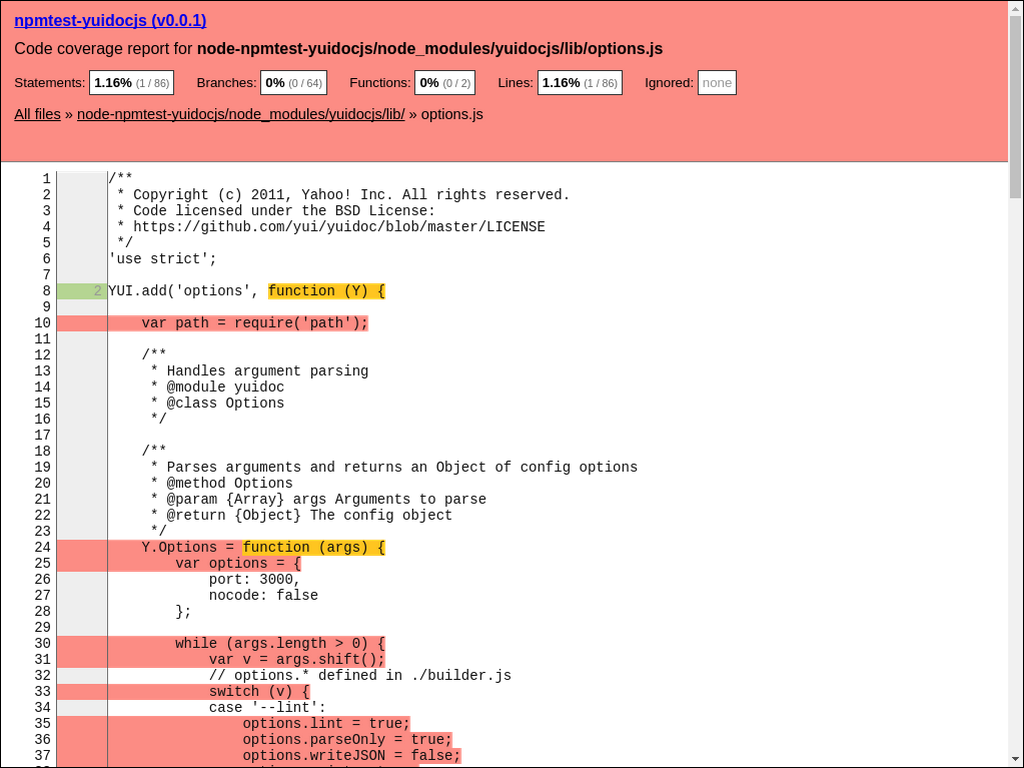 npmtest-yuidocjs (v0.0.1)
Code coverage report for node-npmtest-yuidocjs/node_modules/yuidocjs/lib/options.js
Statements: 1.16% (1 / 86) Branches: 0% (0 / 64) Functions: 0% (0 / 2) Lines: 1.16% (1 / 86) Ignored: none
All files » node-npmtest-yuidocjs/node_modules/yuidocjs/lib/ » options.js
1 /**
2  * Copyright (c) 2011, Yahoo! Inc. All rights reserved.
3  * Code licensed under the BSD License:
4  * https://github.com/yui/yuidoc/blob/master/LICENSE
5  */
6 'use strict';
7
8 2 YUI.add('options', function (Y) {
9
10     var path = require('path');
11
12     /**
13      * Handles argument parsing
14      * @module yuidoc
15      * @class Options
16      */
17
18     /**
19      * Parses arguments and returns an Object of config options
20      * @method Options
21      * @param {Array} args Arguments to parse
22      * @return {Object} The config object
23      */
24     Y.Options = function (args) {
25         var options = {
26             port: 3000,
27             nocode: false
28         };
29
30         while (args.length > 0) {
31             var v = args.shift();
32             // options.* defined in ./builder.js
33             switch (v) {
34             case '--lint':
35                 options.lint = true;
36                 options.parseOnly = true;
37                 options.writeJSON = false;